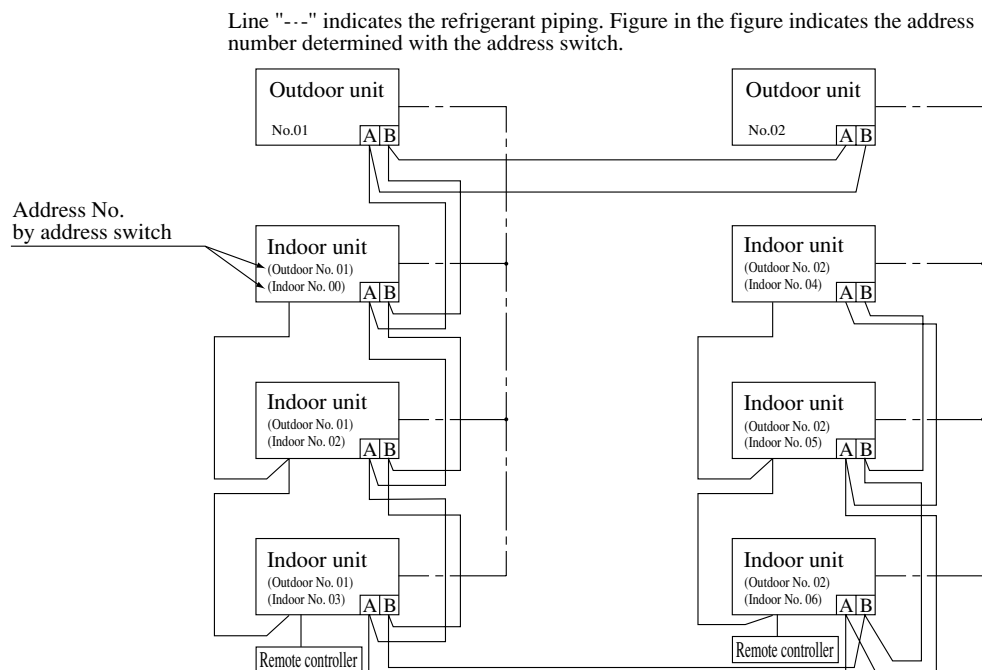 Line "-·-·-" indicates the refrigerant piping. Figure in the figure indicates the address
number determined with the address switch.
Outdoor unit
No.01
A B
Outdoor unit
No.02
A B
Address No.
by address switch
Indoor unit
(Outdoor No. 01)
(Indoor No. 00)
A B
Indoor unit
(Outdoor No. 02)
(Indoor No. 04)
A B
Indoor unit
(Outdoor No. 01)
(Indoor No. 02)
A B
Indoor unit
(Outdoor No. 02)
(Indoor No. 05)
A B
Indoor unit
(Outdoor No. 01)
(Indoor No. 03)
A B
Remote controller
Indoor unit
(Outdoor No. 02)
(Indoor No. 06)
A B
Remote controller